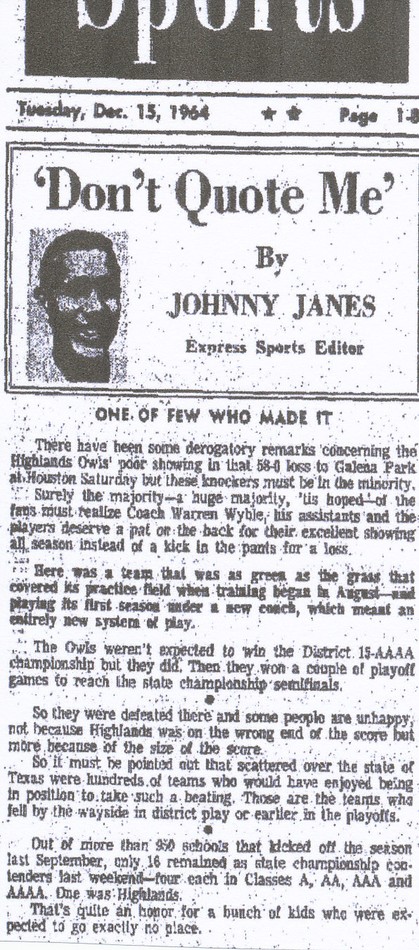 Sports
Tuesday, Dec. 15, 1964 ★ ★ Page 1-B
'Don't Quote Me'
By
JOHNNY JANES
Express Sports Editor
ONE OF FEW WHO MADE IT
There have been some derogatory remarks concerning the
Highlands Owls' poor showing in that 58-0 loss to Galena Park
at Houston Saturday but these knockers must be in the minority.
Surely the majority—a huge majority, 'tis hoped—of the
fans must realize Coach Warren Wyble, his assistants and the
players deserve a pat on the back for their excellent showing
all season instead of a kick in the pants for a loss.
Here was a team that was as green as the grass that
covered its practice field when training began in August—and
playing its first season under a new coach, which meant an
entirely new system of play.
The Owls weren't expected to win the District 15-AAAA
championship but they did. Then they won a couple of playoff
games to reach the state championship semifinals.
So they were defeated there and some people are unhappy,
not because Highlands was on the wrong end of the score but
more because of the size of the score.
So it must be pointed out that scattered over the state of
Texas were hundreds of teams who would have enjoyed being
in position to take such a beating. Those are the teams who
fell by the wayside in district play or earlier in the playoffs.
Out of more than 950 schools that kicked off the season
last September, only 16 remained as state championship con-
tenders last weekend—four each in Classes A, AA, AAA and
AAAA. One was Highlands.
That's quite an honor for a bunch of kids who were ex-
pected to go exactly no place.